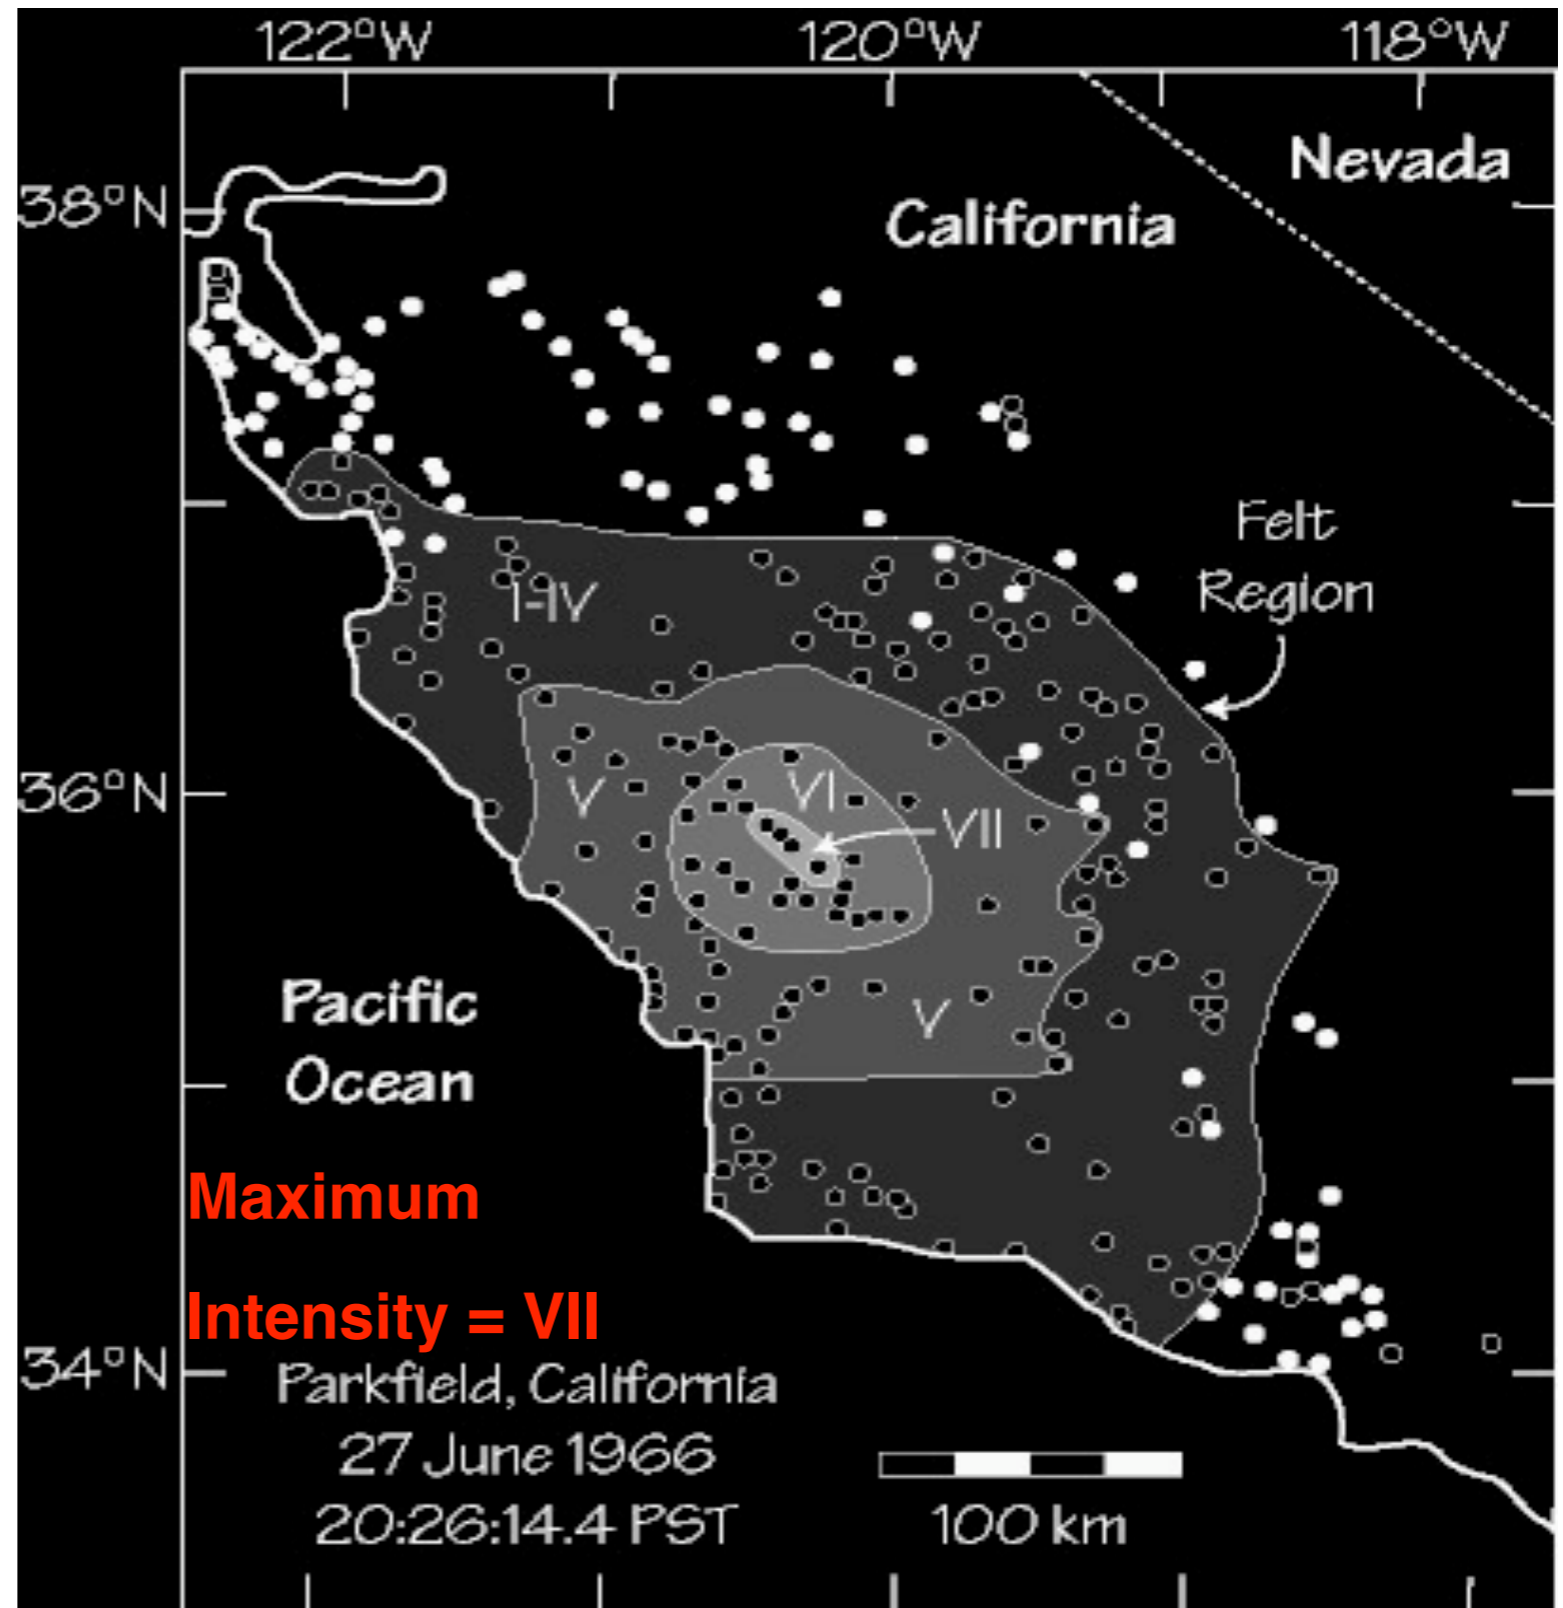 122°W 120°W 118°W
Nevada
38°N
California
Felt
Region
I-IV
V
VI
36°N
VII
V
Pacific
Ocean
Maximum
Intensity = VII
34°N
Parkfield, California
27 June 1966
20:26:14.4 PST
100 km